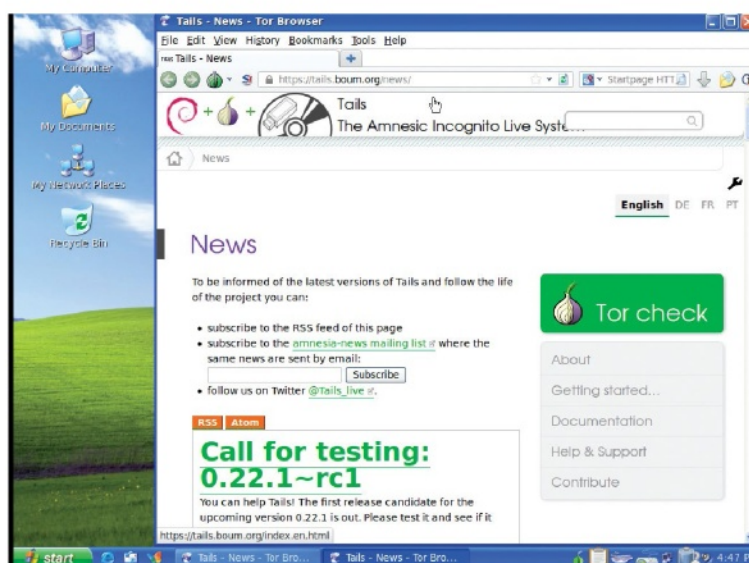 My Computer
My Documents
My Network Places
Recycle Bin
Tails - News - Tor Browser
File Edit View History Bookmarks Tools Help
Tails - News
https://tails.boum.org/news/
Startpage HTT
Tails
The Amnesic Incognito Live Syst
News
English DE FR PT
News
To be informed of the latest versions of Tails and follow the life
of the project you can:
• subscribe to the RSS feed of this page
• subscribe to the amnesia-news mailing list where the
same news are sent by email:
Subscribe
• follow us on Twitter @Tails_live.
RSS Atom
Call for testing:
0.22.1~rc1
You can help Tails! The first release candidate for the
upcoming version 0.22.1 is out. Please test it and see if it
Tor check
About
Getting started...
Documentation
Help & Support
Contribute
https://tails.boum.org/index.en.html
start
Tails - News - Tor Bro...
Tails - News - Tor Bro...
4:47 P